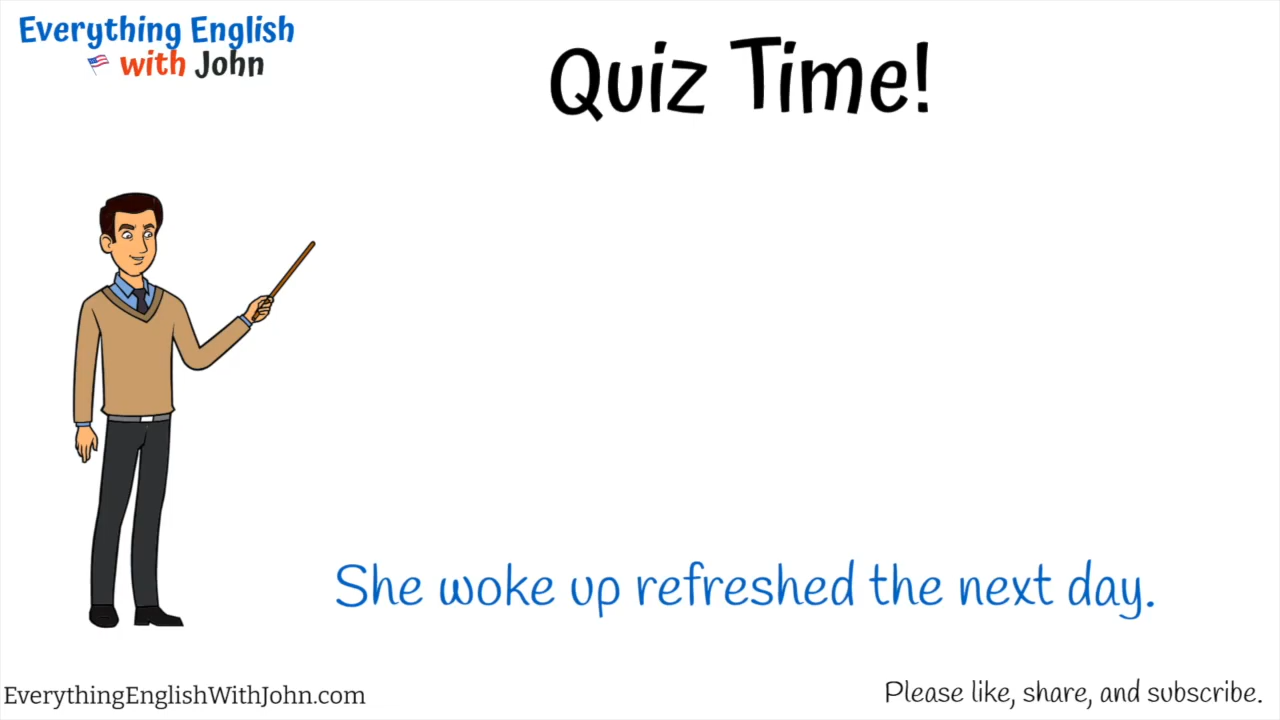 Everything English
with John
Quiz Time!
She woke up refreshed the next day.
EverythingEnglishWithJohn.com
Please like, share, and subscribe.